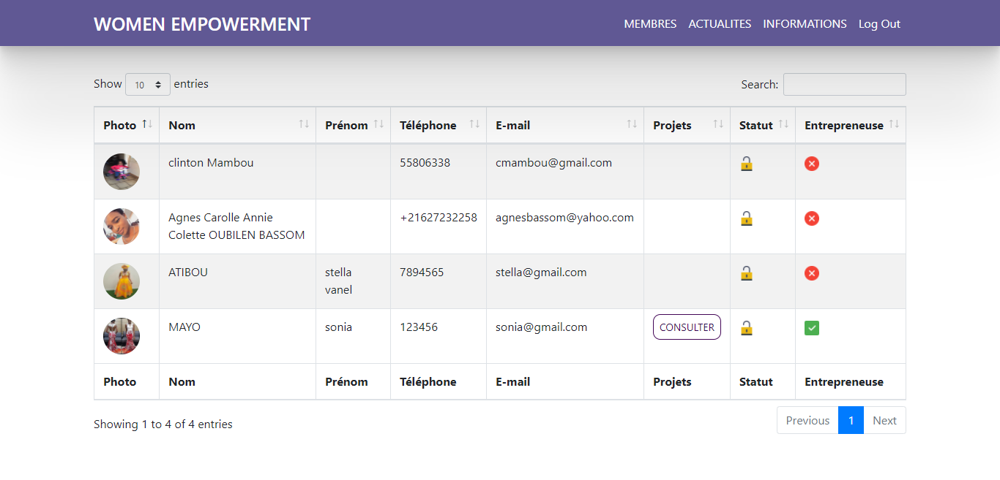 WOMEN EMPOWERMENT
MEMBRES ACTUALITES INFORMATIONS Log Out
Show 10 entries
Search:
Photo Nom Prénom Téléphone E-mail Projets Statut Entrepreneuse
clinton Mambou 55806338 cmambou@gmail.com
Agnes Carolle Annie +21627232258 agnesbassom@yahoo.com
Colette OUBILEN BASSOM
ATIBOU stella 7894565 stella@gmail.com
vanel
MAYO sonia 123456 sonia@gmail.com CONSULTER
Photo Nom Prénom Téléphone E-mail Projets Statut Entrepreneuse
Showing 1 to 4 of 4 entries
Previous 1 Next